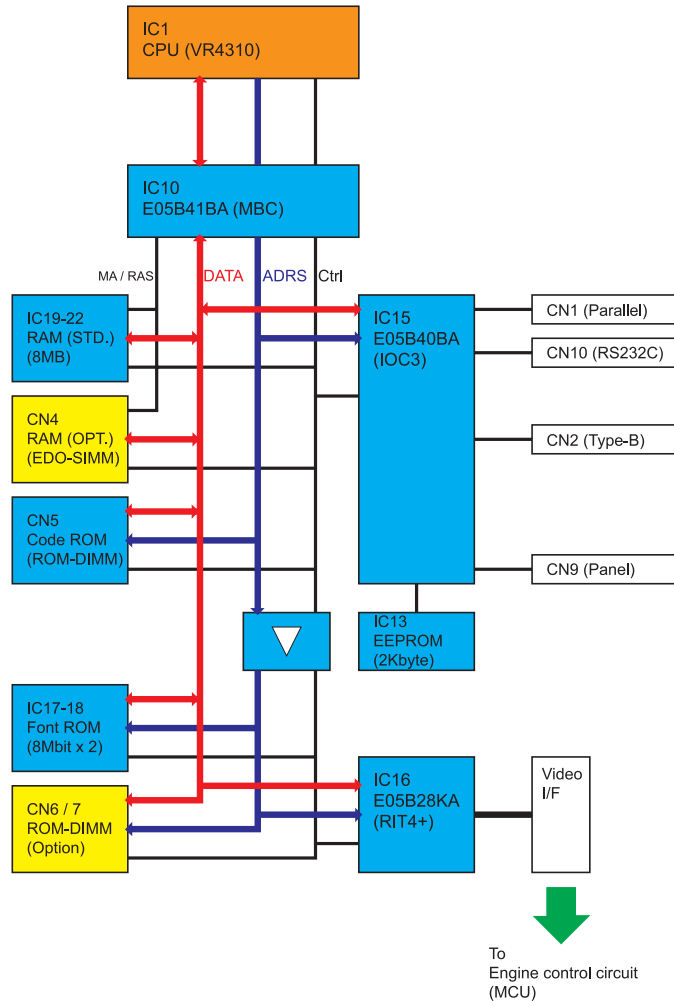 IC1
CPU (VR4310)
IC10
E05B41BA (MBC)
MA / RAS
DATA
ADRS
Ctrl
IC19-22
RAM (STD.)
(8MB)
IC15
E05B40BA
(IOC3)
CN1 (Parallel)
CN10 (RS232C)
CN4
RAM (OPT.)
(EDO-SIMM)
CN2 (Type-B)
CN5
Code ROM
(ROM-DIMM)
CN9 (Panel)
IC13
EEPROM
(2Kbyte)
IC17-18
Font ROM
(8Mbit x 2)
IC16
E05B28KA
(RIT4+)
Video
I/F
CN6 / 7
ROM-DIMM
(Option)
To
Engine control circuit
(MCU)